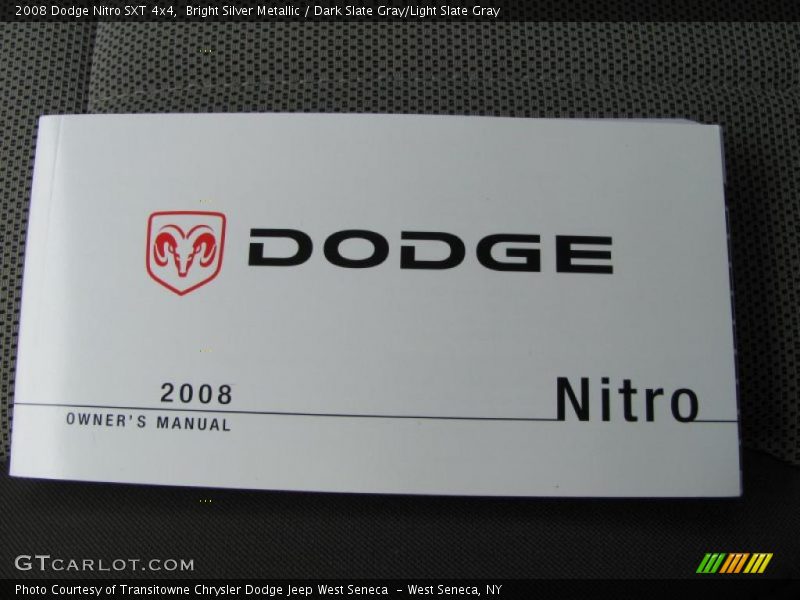 2008 Dodge Nitro SXT 4x4,  Bright Silver Metallic / Dark Slate Gray/Light Slate Gray
DODGE
2008
Nitro
OWNER'S MANUAL
GTCARLOT.COM
Photo Courtesy of Transitowne Chrysler Dodge Jeep West Seneca  - West Seneca, NY